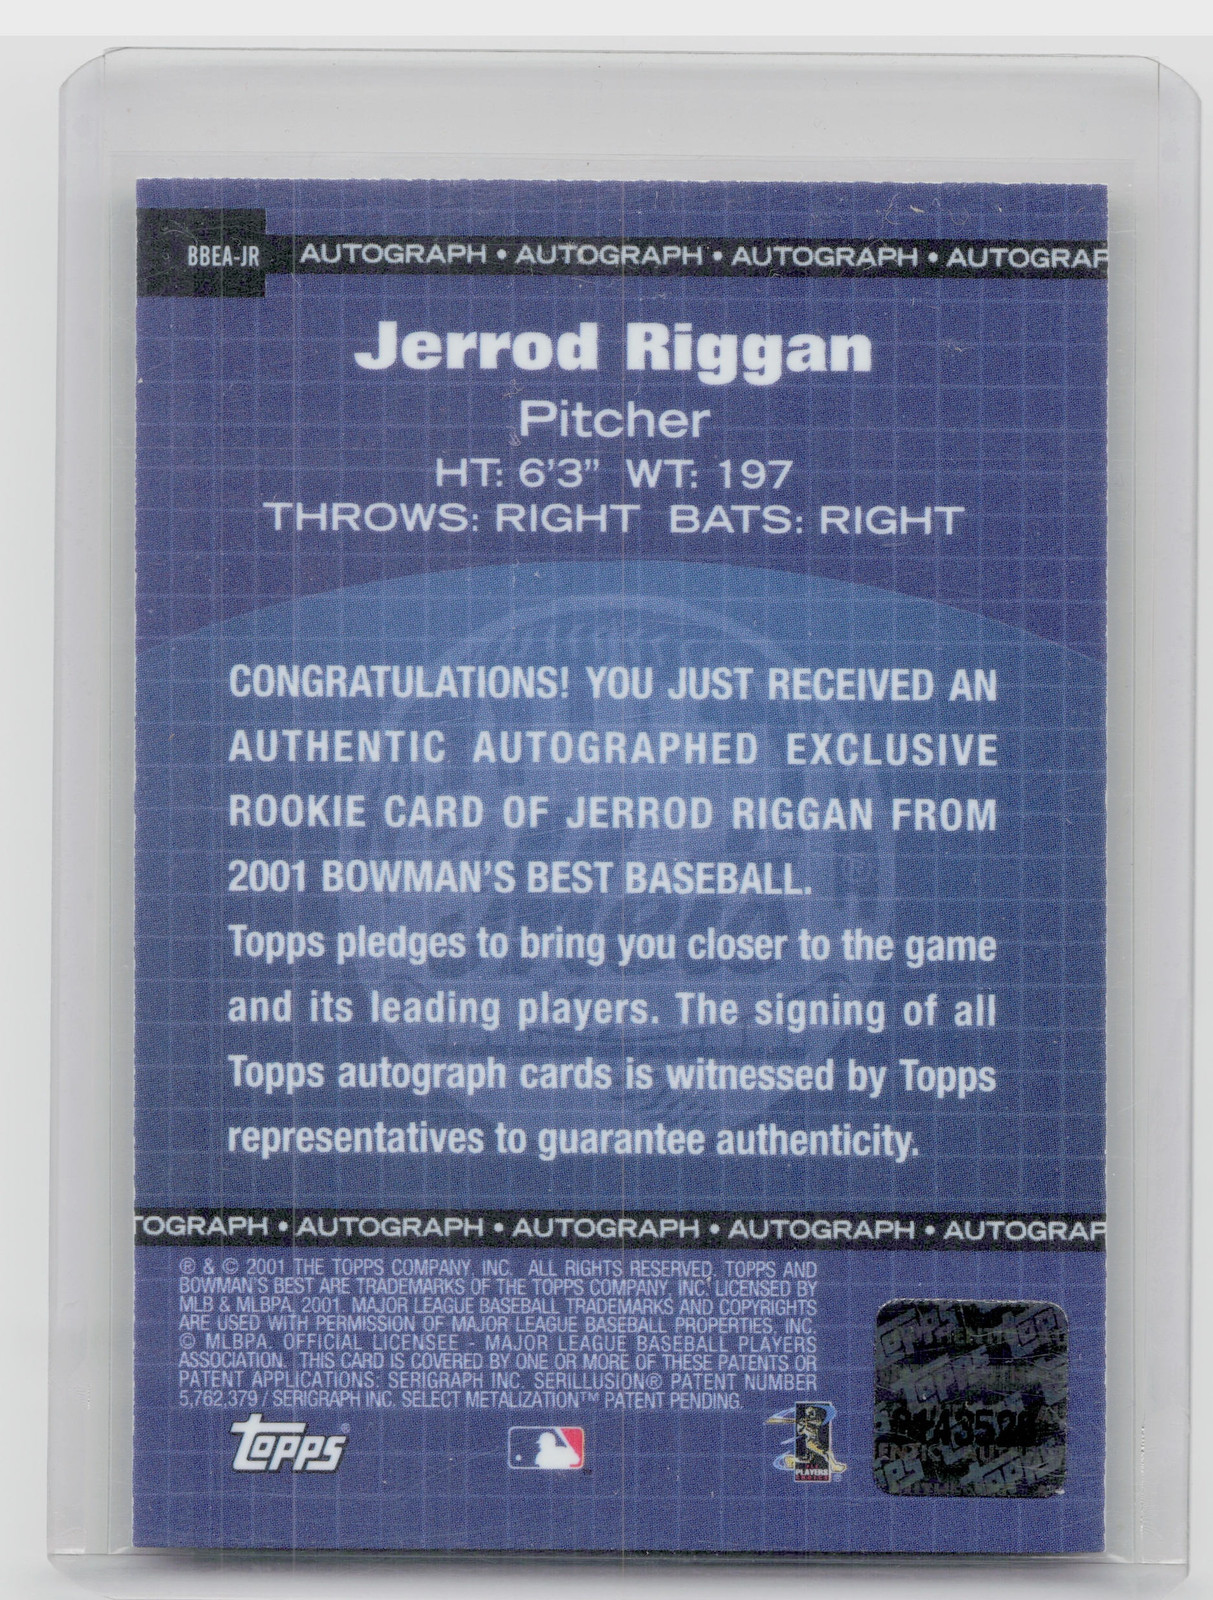 BBEA-JR
AUTOGRAPH • AUTOGRAPH • AUTOGRAPH • AUTOGRAP
Jerrod Riggan
Pitcher
HT: 6'3" WT: 197
THROWS: RIGHT BATS: RIGHT
CONGRATULATIONS! YOU JUST RECEIVED AN
AUTHENTIC AUTOGRAPHED EXCLUSIVE
ROOKIE CARD OF JERROD RIGGAN FROM
2001 BOWMAN'S BEST BASEBALL.
Topps pledges to bring you closer to the game
and its leading players. The signing of all
Topps autograph cards is witnessed by Topps
representatives to guarantee authenticity.
TOGRAPH • AUTOGRAPH • AUTOGRAPH • AUTOGRAPH • AUTOGRAP
® & © 2001 THE TOPPS COMPANY, INC. ALL RIGHTS RESERVED. TOPPS AND
BOWMAN'S BEST ARE TRADEMARKS OF THE TOPPS COMPANY, INC. LICENSED BY
MLB & MLBPA, 2001. MAJOR LEAGUE BASEBALL TRADEMARKS AND COPYRIGHTS
ARE USED WITH PERMISSION OF MAJOR LEAGUE BASEBALL PROPERTIES, INC.
© MLBPA. OFFICIAL LICENSEE - MAJOR LEAGUE BASEBALL PLAYERS
ASSOCIATION. THIS CARD IS COVERED BY ONE OR MORE OF THESE PATENTS OR
PATENT APPLICATIONS: SERIGRAPH INC. SERILLUSION® PATENT NUMBER
5,762,379 / SERIGRAPH INC. SELECT METALIZATION™ PATENT PENDING.
Topps®
PLAYERS